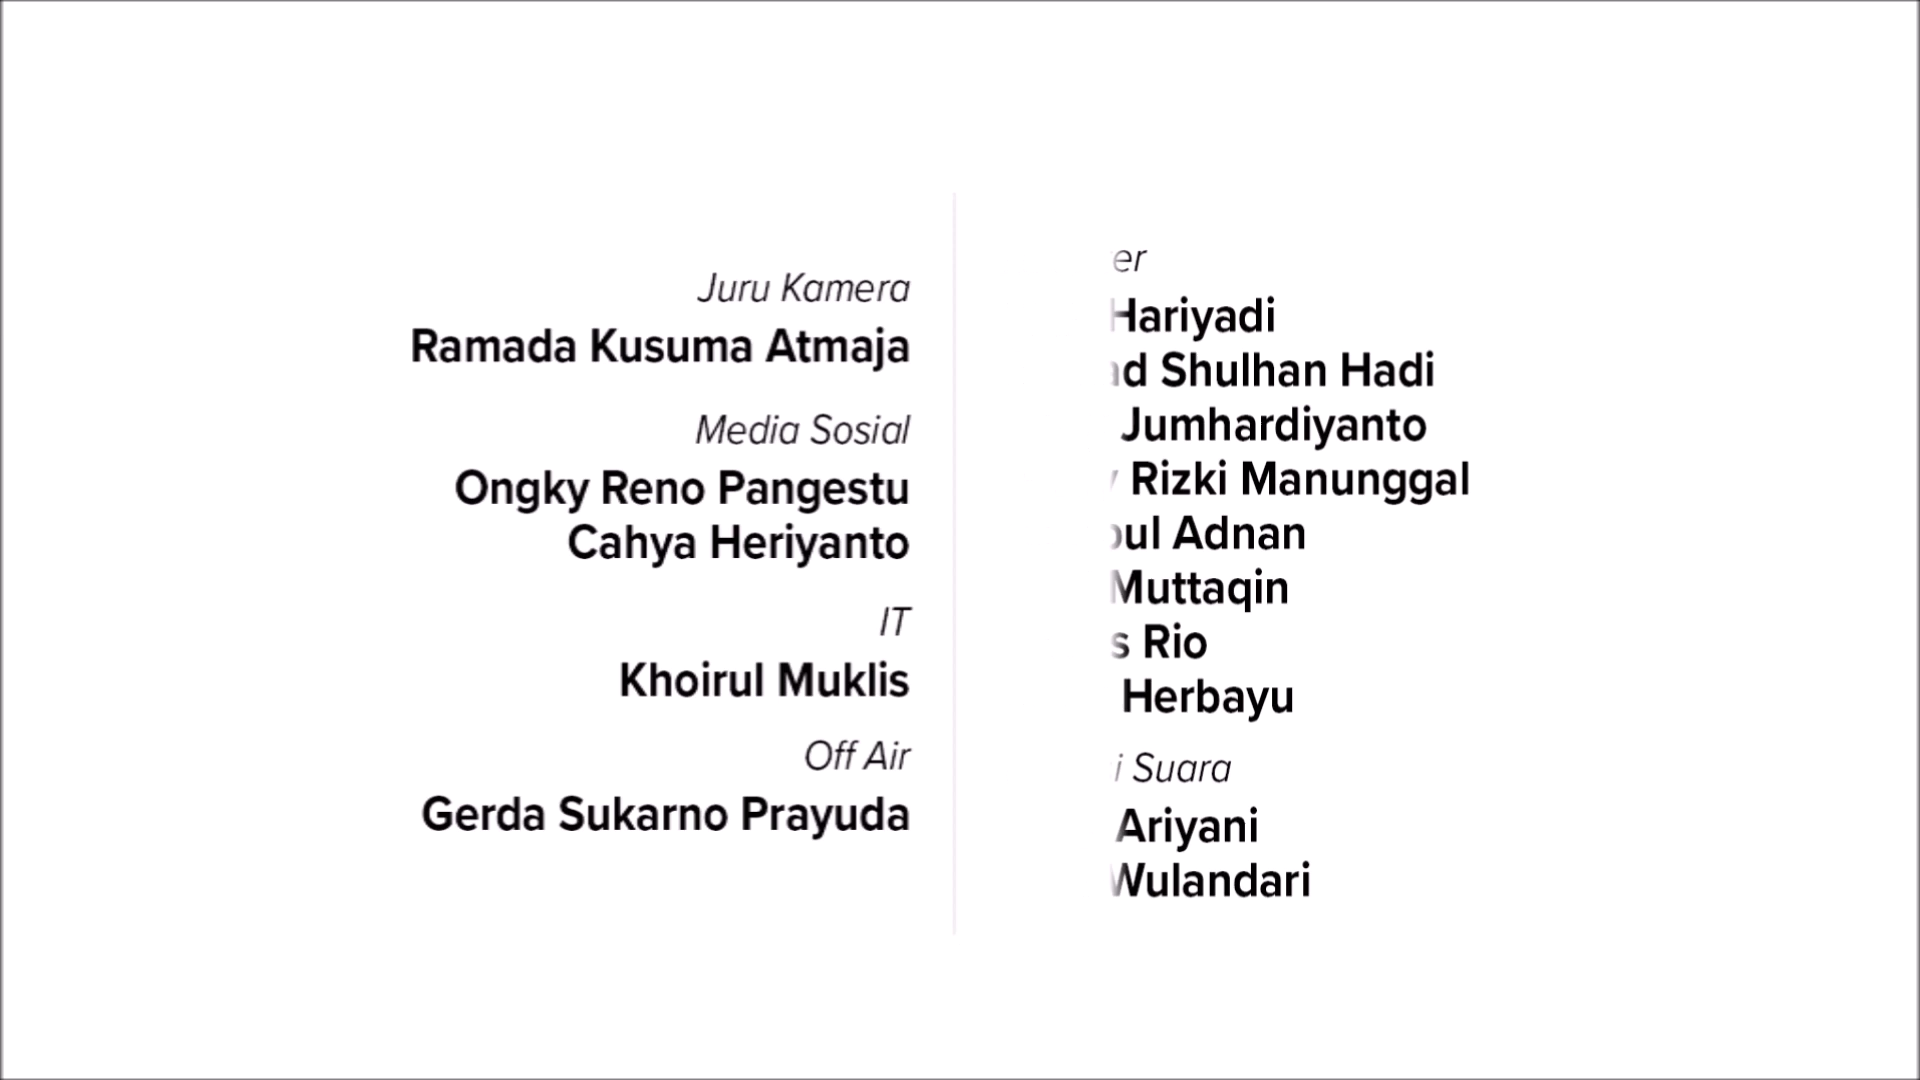 Juru Kamera
Ramada Kusuma Atmaja
Media Sosial
Ongky Reno Pangestu
Cahya Heriyanto
IT
Khoirul Muklis
Off Air
Gerda Sukarno Prayuda
Hariyadi
Shulhan Hadi
Jumhardiyanto
Rizki Manunggal
Adnan
Muttaqin
Rio
Herbayu
Suara
Ariyani
Wulandari